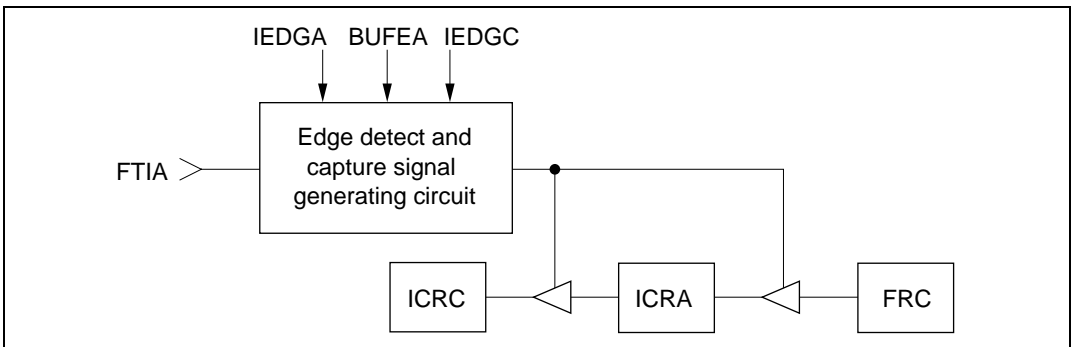 IEDGA BUFEA IEDGC
Edge detect and
capture signal
generating circuit
FTIA
ICRC
ICRA
FRC